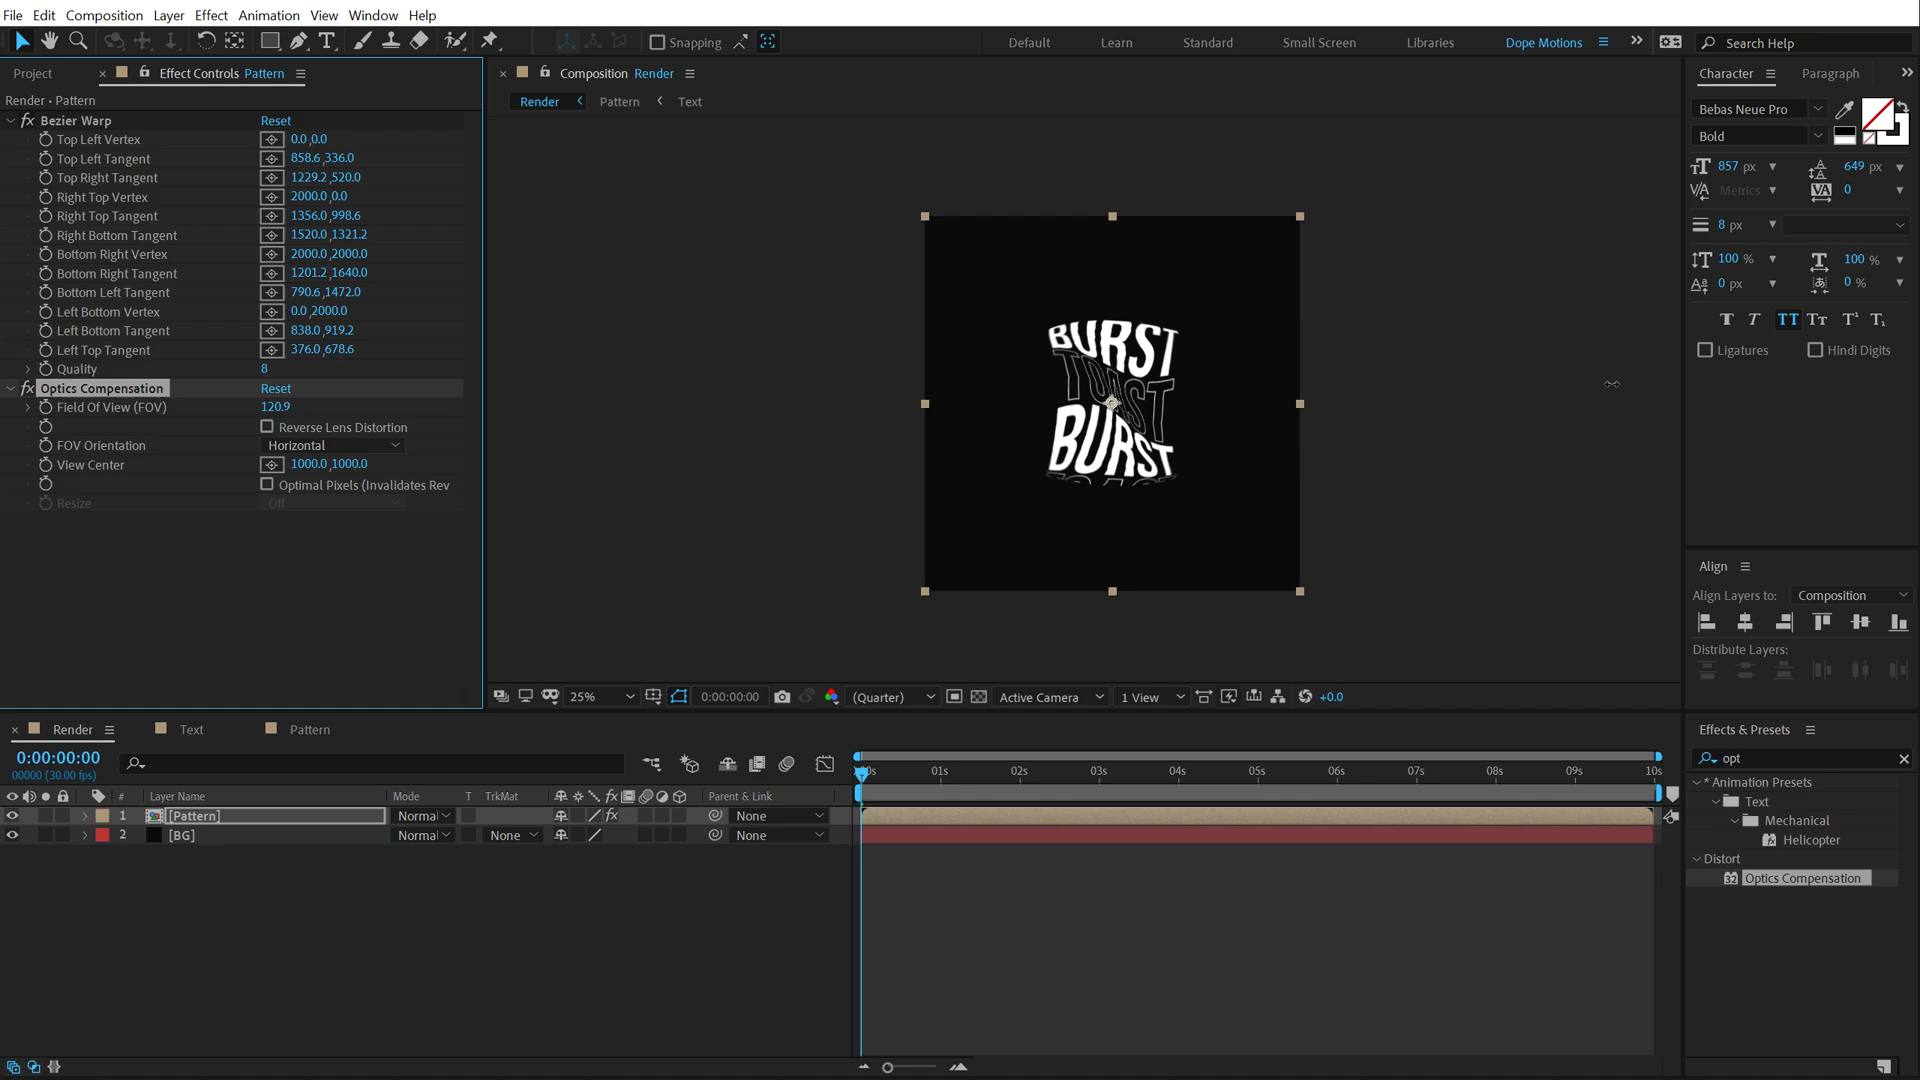 File Edit Composition Layer Effect Animation View Window Help
Snapping Default Learn Standard Small Screen Libraries Dope Motions Search Help
Project Effect Controls Pattern
Render • Pattern
fx Bezier Warp Reset
Top Left Vertex 0.0 ,0.0
Top Left Tangent 858.6 ,336.0
Top Right Tangent 1229.2 ,520.0
Right Top Vertex 2000.0 ,0.0
Right Top Tangent 1356.0 ,998.6
Right Bottom Tangent 1520.0 ,1321.2
Bottom Right Vertex 2000.0 ,2000.0
Bottom Right Tangent 1201.2 ,1640.0
Bottom Left Tangent 790.6 ,1472.0
Left Bottom Vertex 0.0 ,2000.0
Left Bottom Tangent 838.0 ,919.2
Left Top Tangent 376.0 ,678.6
Quality 8
fx Optics Compensation Reset
Field Of View (FOV) 120.9
Reverse Lens Distortion
FOV Orientation Horizontal
View Center 1000.0 ,1000.0
Optimal Pixels (Invalidates Rev
Resize Off
Composition Render
Render Pattern Text
BURST
TOAST
BURST
25% 0:00:00:00 (Quarter) Active Camera 1 View +0.0
Character Paragraph
Bebas Neue Pro
Bold
857 px 649 px
Metrics 0
8 px
100 % 100 %
0 px 0 %
T T TT Tt T¹ T₁
Ligatures Hindi Digits
Align
Align Layers to: Composition
Distribute Layers:
Effects & Presets
opt
* Animation Presets
Text
Mechanical
Helicopter
Distort
32 Optics Compensation
Render Text Pattern
0:00:00:00
00000 (30.00 fps)
01s 02s 03s 04s 05s 06s 07s 08s 09s 10s
# Layer Name Mode T TrkMat fx Parent & Link
1 [Pattern] Normal fx None
2 [BG] Normal None None